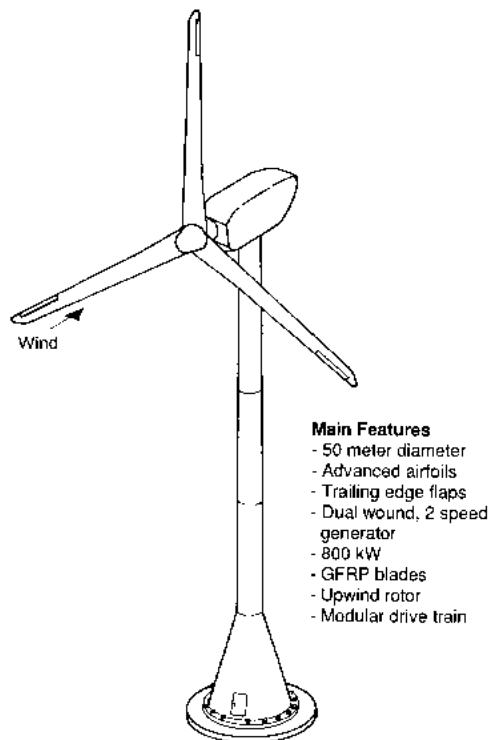 Wind
Main Features
- 50 meter diameter
- Advanced airfoils
- Trailing edge flaps
- Dual wound, 2 speed
generator
- 800 kW
- GFRP blades
- Upwind rotor
- Modular drive train